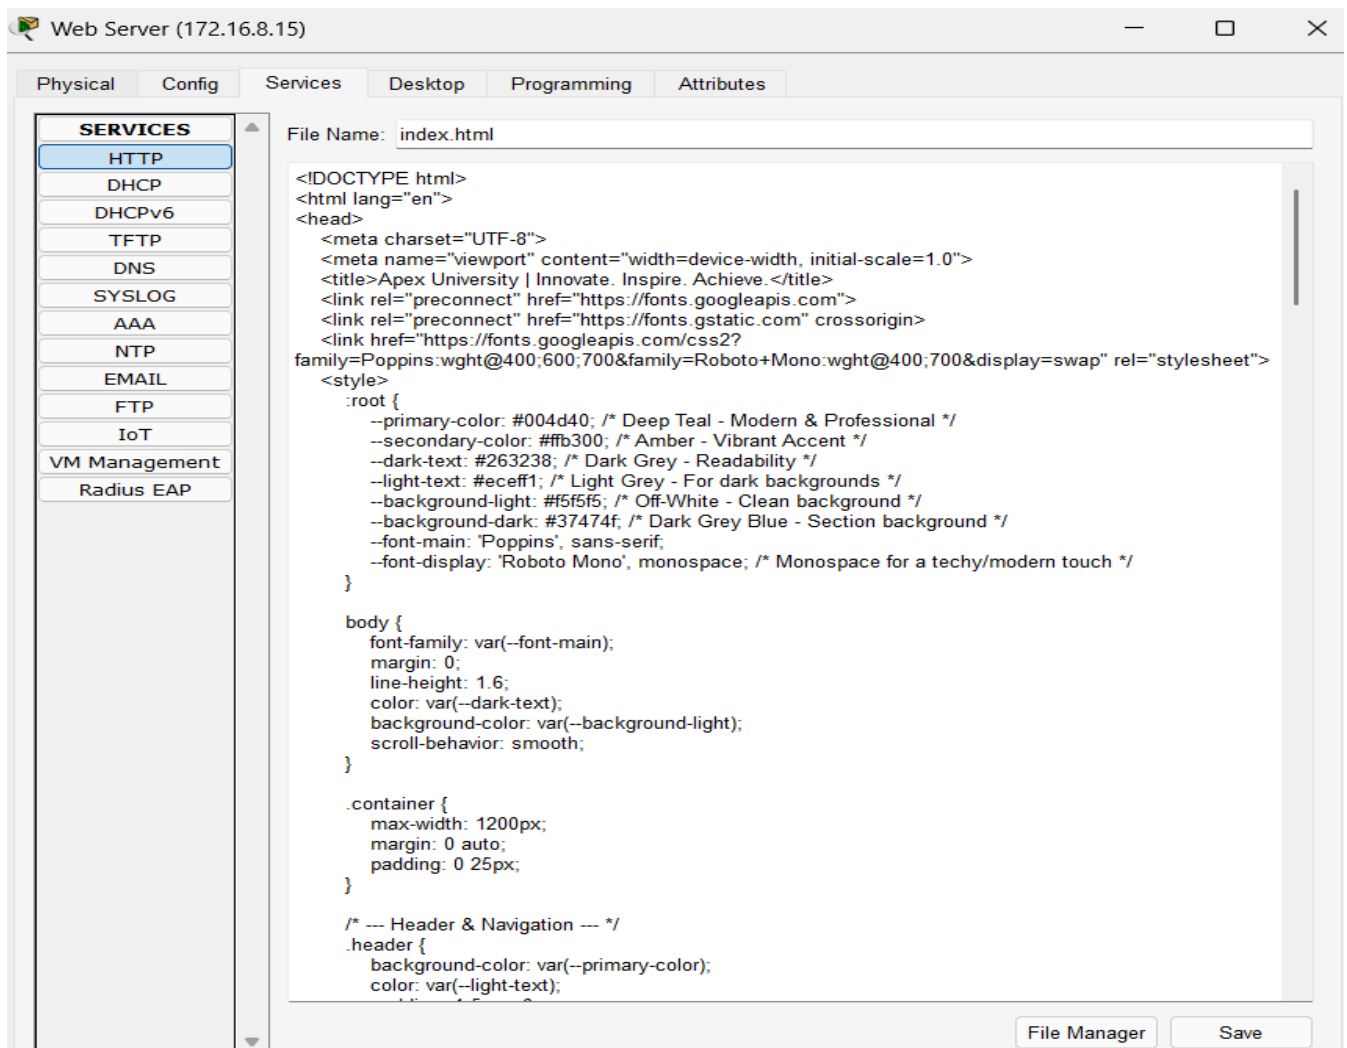 Web Server (172.16.8.15)
Physical Config Services Desktop Programming Attributes
SERVICES
HTTP
DHCP
DHCPv6
TFTP
DNS
SYSLOG
AAA
NTP
EMAIL
FTP
IoT
VM Management
Radius EAP
File Name: index.html
<!DOCTYPE html>
<html lang="en">
<head>
<meta charset="UTF-8">
<meta name="viewport" content="width=device-width, initial-scale=1.0">
<title>Apex University | Innovate. Inspire. Achieve.</title>
<link rel="preconnect" href="https://fonts.googleapis.com">
<link rel="preconnect" href="https://fonts.gstatic.com" crossorigin>
<link href="https://fonts.googleapis.com/css2?
family=Poppins:wght@400;600;700&family=Roboto+Mono:wght@400;700&display=swap" rel="stylesheet">
<style>
:root {
--primary-color: #004d40; /* Deep Teal - Modern & Professional */
--secondary-color: #ffb300; /* Amber - Vibrant Accent */
--dark-text: #263238; /* Dark Grey - Readability */
--light-text: #eceff1; /* Light Grey - For dark backgrounds */
--background-light: #f5f5f5; /* Off-White - Clean background */
--background-dark: #37474f; /* Dark Grey Blue - Section background */
--font-main: 'Poppins', sans-serif;
--font-display: 'Roboto Mono', monospace; /* Monospace for a techy/modern touch */
}
body {
font-family: var(--font-main);
margin: 0;
line-height: 1.6;
color: var(--dark-text);
background-color: var(--background-light);
scroll-behavior: smooth;
}
.container {
max-width: 1200px;
margin: 0 auto;
padding: 0 25px;
}
/* --- Header & Navigation --- */
.header {
background-color: var(--primary-color);
color: var(--light-text);
File Manager Save